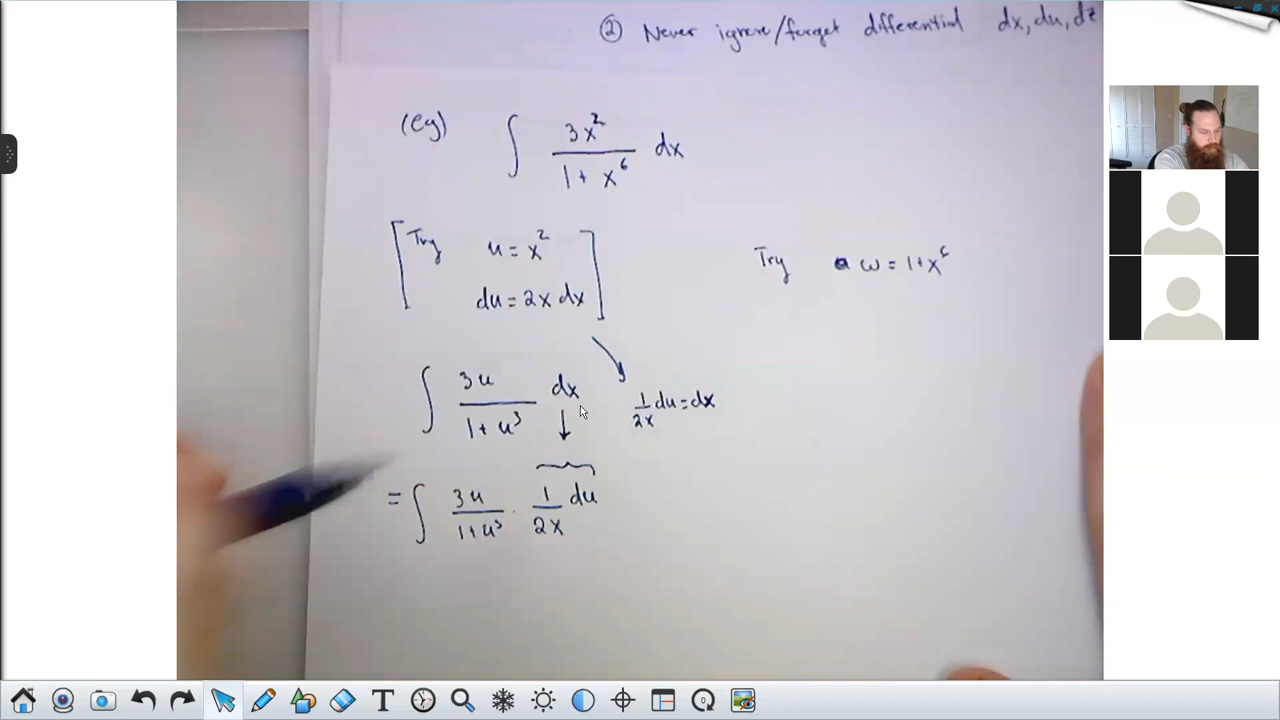 ② Never ignore/forget differential dx, du, dz
(eg) ∫ 3x² / 1 + x⁶ dx
Try u = x²
du = 2x dx
Try w = 1+x⁶
∫ 3u / 1 + u³ dx
1/2x du = dx
= ∫ 3u / 1+u³ · 1/2x du
T